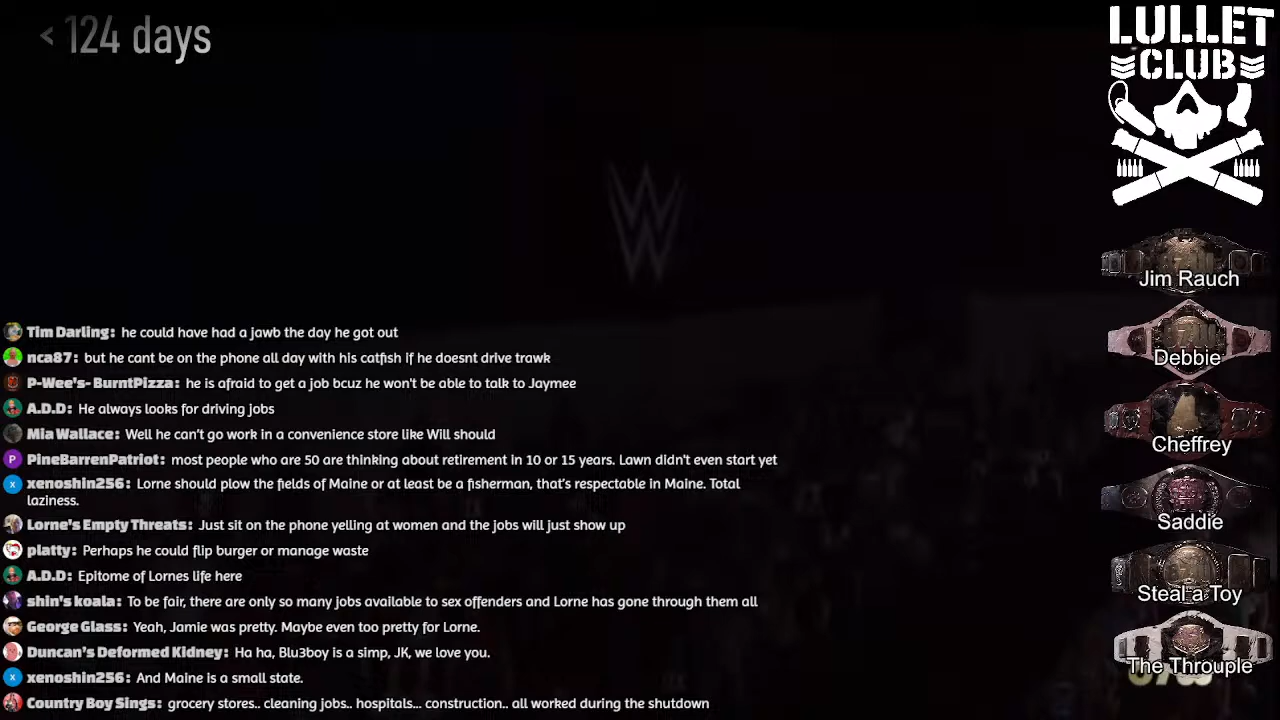 < 124 days
LULLET
CLUB
W
Jim Rauch
Debbie
Cheffrey
Saddie
Steal a Toy
The Throuple
Tim Darling: he could have had a jawb the day he got out
nca87: but he cant be on the phone all day with his catfish if he doesnt drive trawk
P-Wee's- BurntPizza: he is afraid to get a job bcuz he won't be able to talk to Jaymee
A.D.D: He always looks for driving jobs
Mia Wallace: Well he can't go work in a convenience store like Will should
P PineBarrenPatriot: most people who are 50 are thinking about retirement in 10 or 15 years. Lawn didn't even start yet
x xenoshin256: Lorne should plow the fields of Maine or at least be a fisherman, that's respectable in Maine. Total
laziness.
Lorne's Empty Threats: Just sit on the phone yelling at women and the jobs will just show up
platty: Perhaps he could flip burger or manage waste
A.D.D: Epitome of Lornes life here
shin's koala: To be fair, there are only so many jobs available to sex offenders and Lorne has gone through them all
George Glass: Yeah, Jamie was pretty. Maybe even too pretty for Lorne.
Duncan's Deformed Kidney: Ha ha, Blu3boy is a simp, JK, we love you.
x xenoshin256: And Maine is a small state.
Country Boy Sings: grocery stores.. cleaning jobs.. hospitals... construction.. all worked during the shutdown